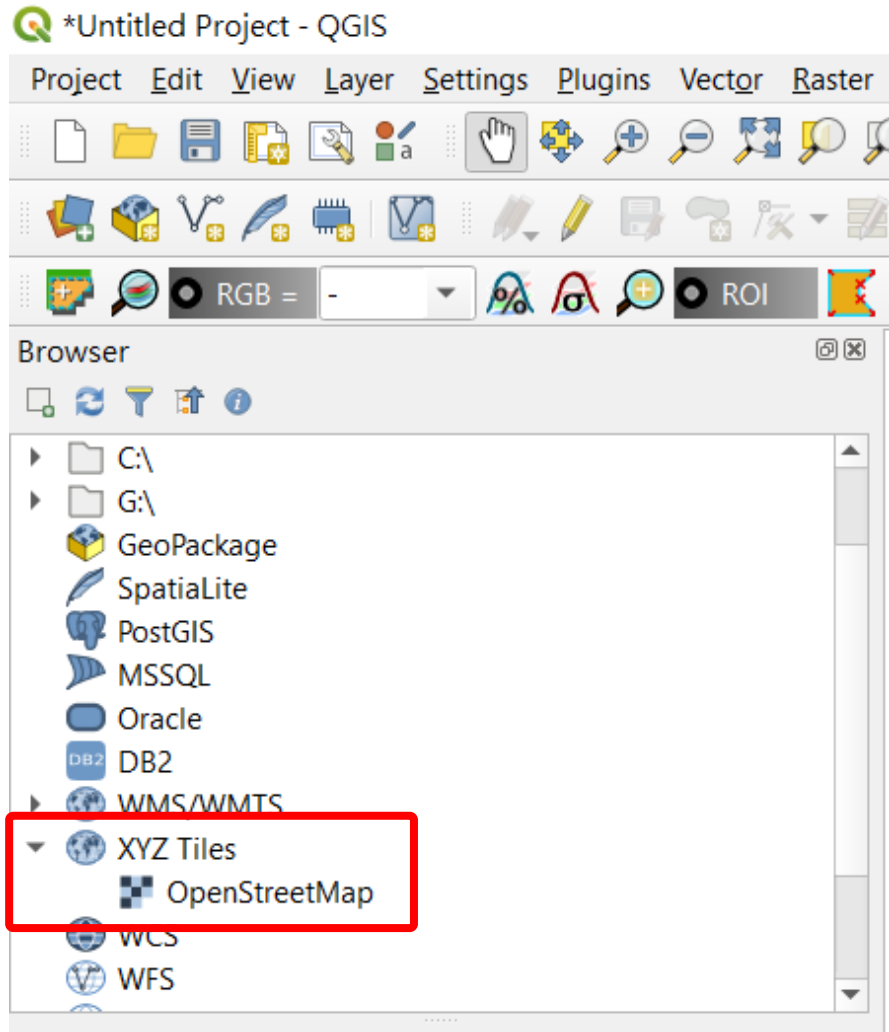 *Untitled Project - QGIS
Project Edit View Layer Settings Plugins Vector Raster
a
RGB = - % σ ROI
Browser
C:\
G:\
GeoPackage
SpatiaLite
PostGIS
MSSQL
Oracle
DB2 DB2
WMS/WMTS
XYZ Tiles
OpenStreetMap
WCS
WFS